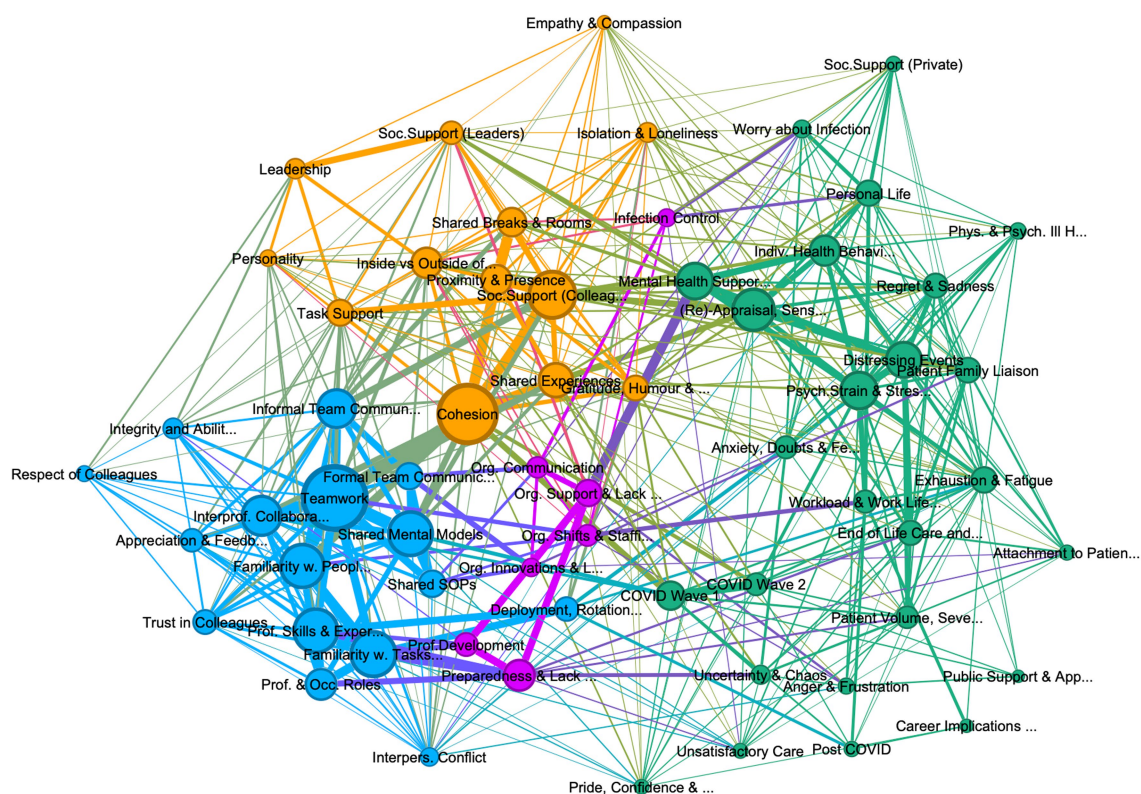 Empathy & Compassion
Soc.Support (Private)
Soc.Support (Leaders)
Isolation & Loneliness
Worry about Infection
Leadership
Personal Life
Shared Breaks & Rooms
Infection Control
Phys. & Psych. Ill H...
Indiv. Health Behavi...
Personality
Inside vs Outside of...
Proximity & Presence
Mental Health Suppor...
Regret & Sadness
Soc.Support (Colleag...
(Re)-Appraisal, Sens...
Task Support
Distressing Events
Patient Family Liaison
Shared Experiences
Gratitude, Humour & ...
Psych.Strain & Stres...
Informal Team Commun...
Cohesion
Integrity and Abilit...
Anxiety, Doubts & Fe...
Respect of Colleagues
Formal Team Communic...
Org. Communication
Exhaustion & Fatigue
Teamwork
Org. Support & Lack ...
Workload & Work Life...
Interprof. Collabora...
Shared Mental Models
Org. Shifts & Staffi...
End of Life Care and...
Appreciation & Feedb...
Attachment to Patien...
Familiarity w. Peopl...
Org. Innovations & L...
Shared SOPs
COVID Wave 2
COVID Wave 1
Deployment, Rotation...
Trust in Colleagues
Patient Volume, Seve...
Prof. Skills & Exper...
Prof.Development
Familiarity w. Tasks...
Preparedness & Lack ...
Uncertainty & Chaos
Public Support & App...
Prof. & Occ. Roles
Anger & Frustration
Career Implications ...
Interpers. Conflict
Unsatisfactory Care
Post COVID
Pride, Confidence & ...